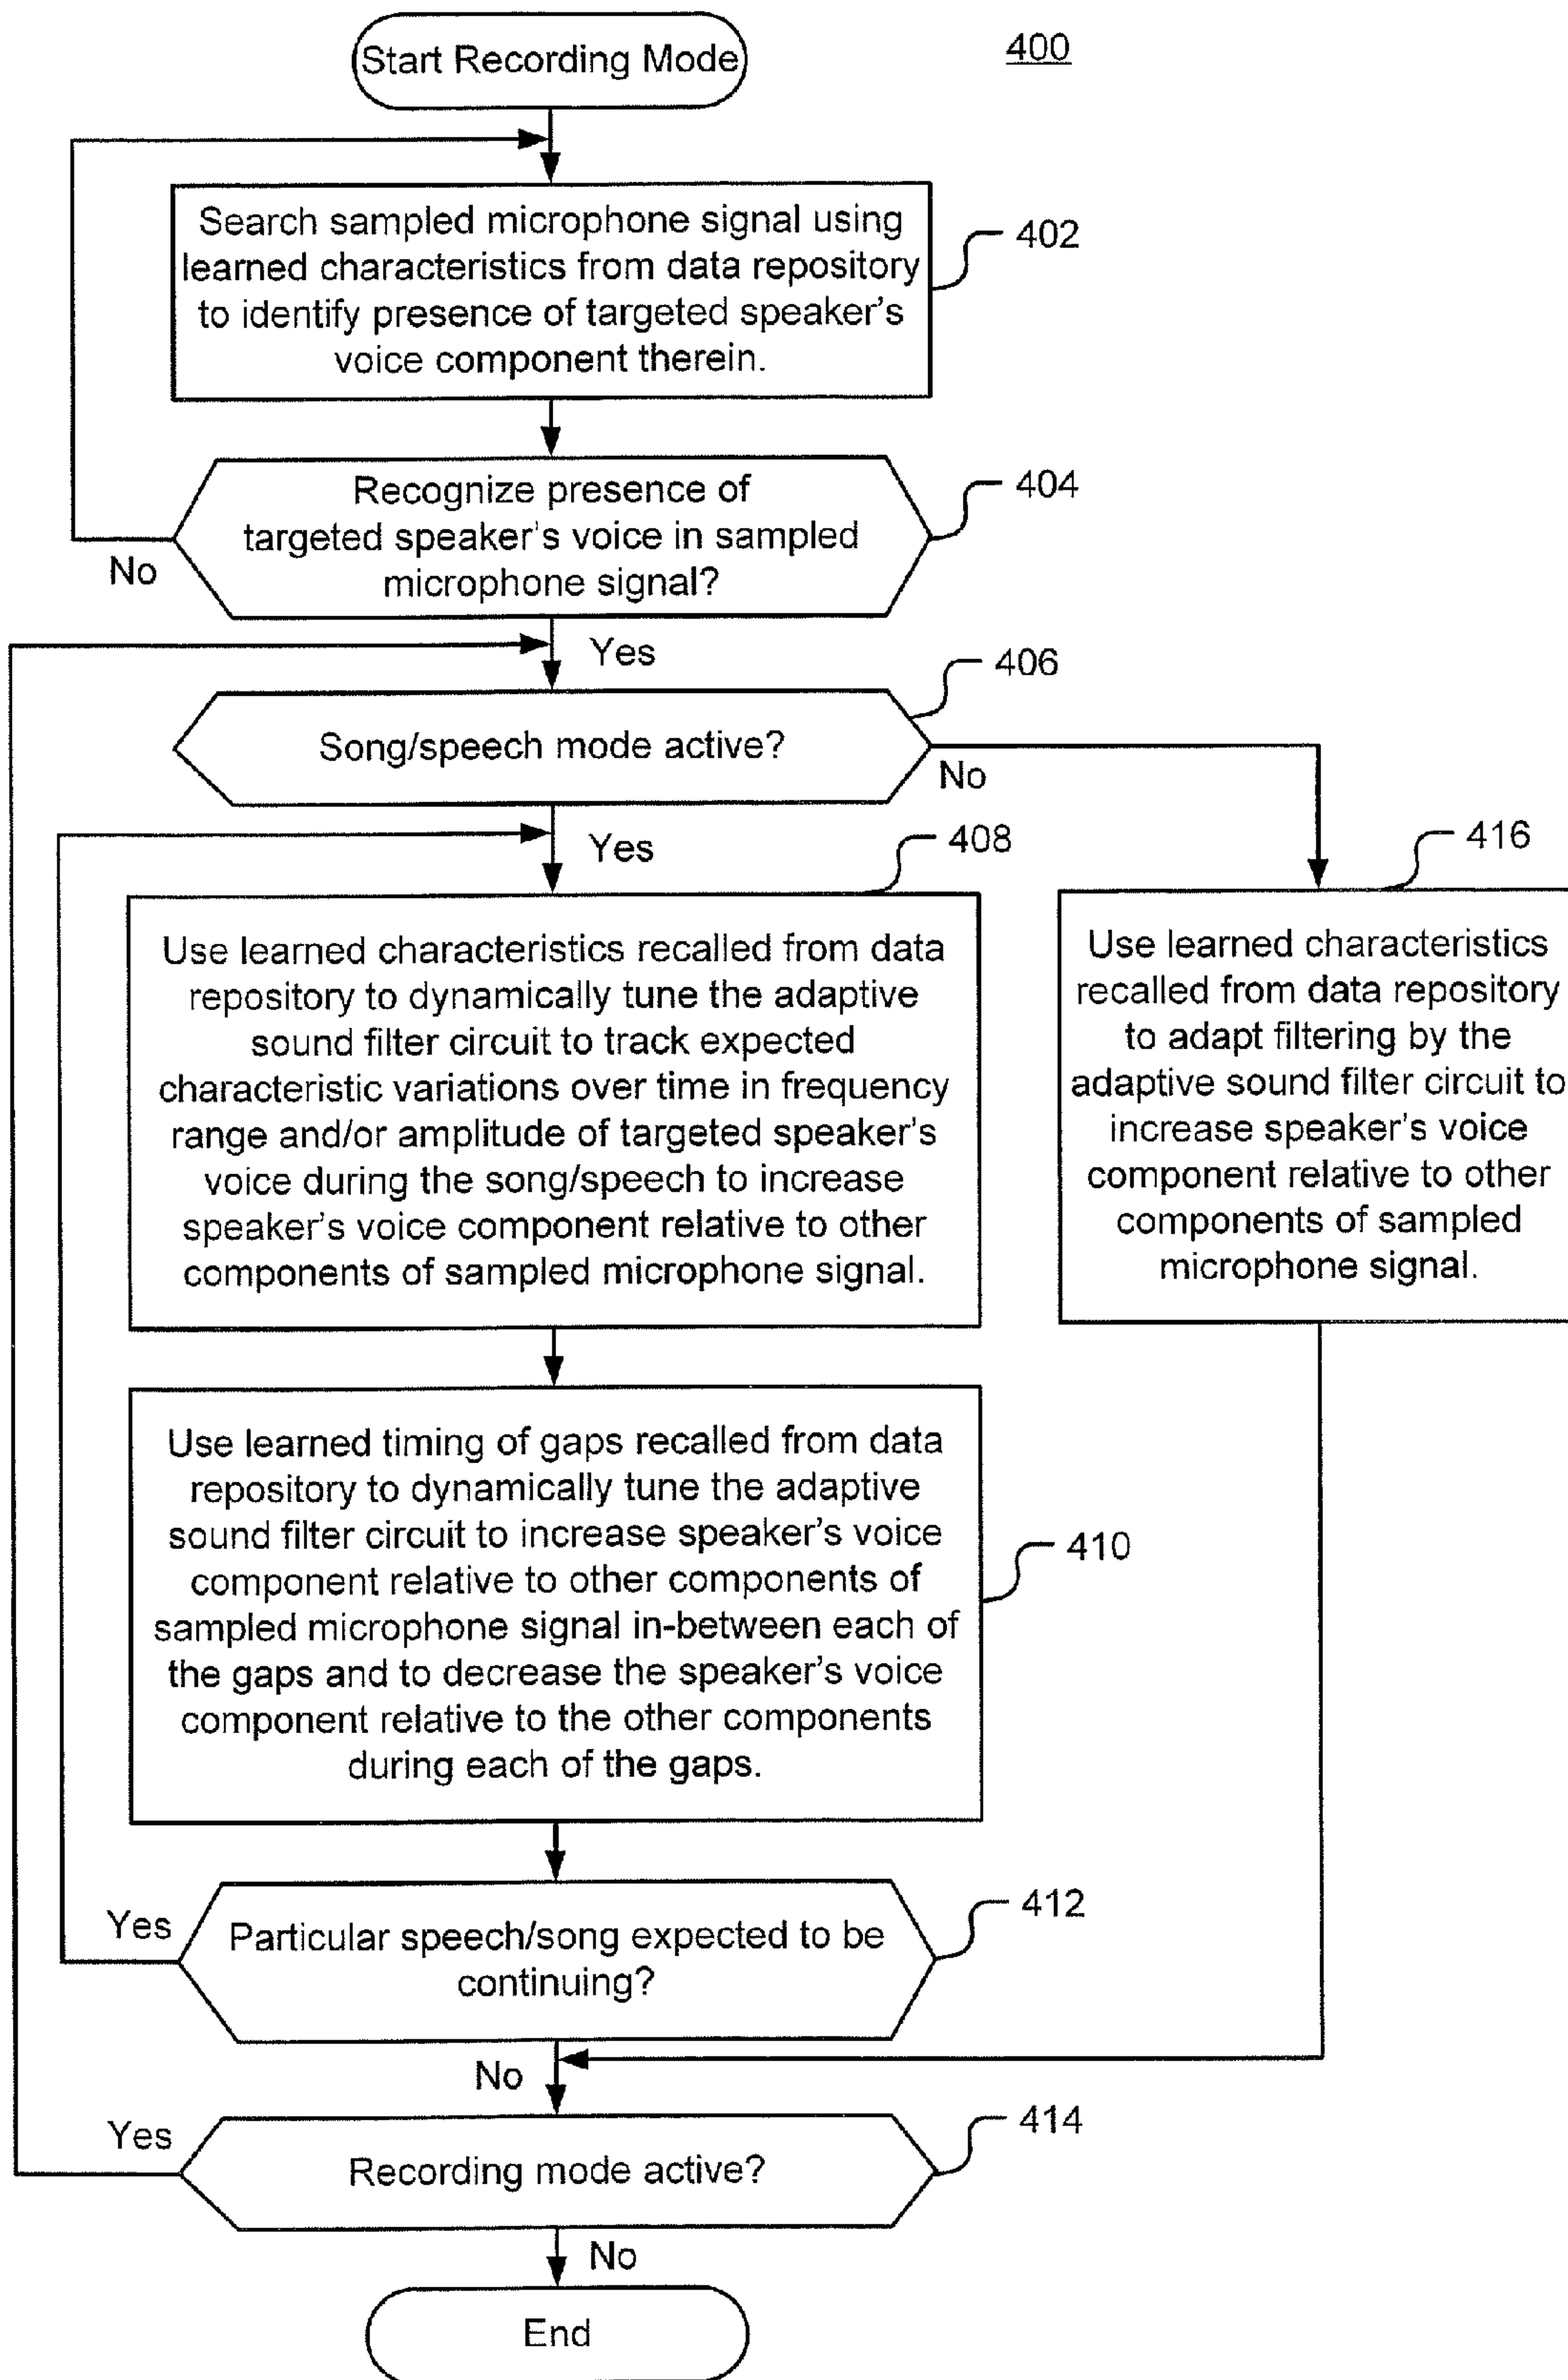 Start Recording Mode
400
Search sampled microphone signal using
learned characteristics from data repository
to identify presence of targeted speaker's
voice component therein.
402
Recognize presence of
targeted speaker's voice in sampled
microphone signal?
404
No
Yes
406
Song/speech mode active?
No
Yes
408
416
Use learned characteristics recalled from data
repository to dynamically tune the adaptive
sound filter circuit to track expected
characteristic variations over time in frequency
range and/or amplitude of targeted speaker's
voice during the song/speech to increase
speaker's voice component relative to other
components of sampled microphone signal.
Use learned characteristics
recalled from data repository
to adapt filtering by the
adaptive sound filter circuit to
increase speaker's voice
component relative to other
components of sampled
microphone signal.
Use learned timing of gaps recalled from data
repository to dynamically tune the adaptive
sound filter circuit to increase speaker's voice
component relative to other components of
sampled microphone signal in-between each of
the gaps and to decrease the speaker's voice
component relative to the other components
during each of the gaps.
410
Yes
Particular speech/song expected to be
continuing?
412
No
Yes
Recording mode active?
414
No
End